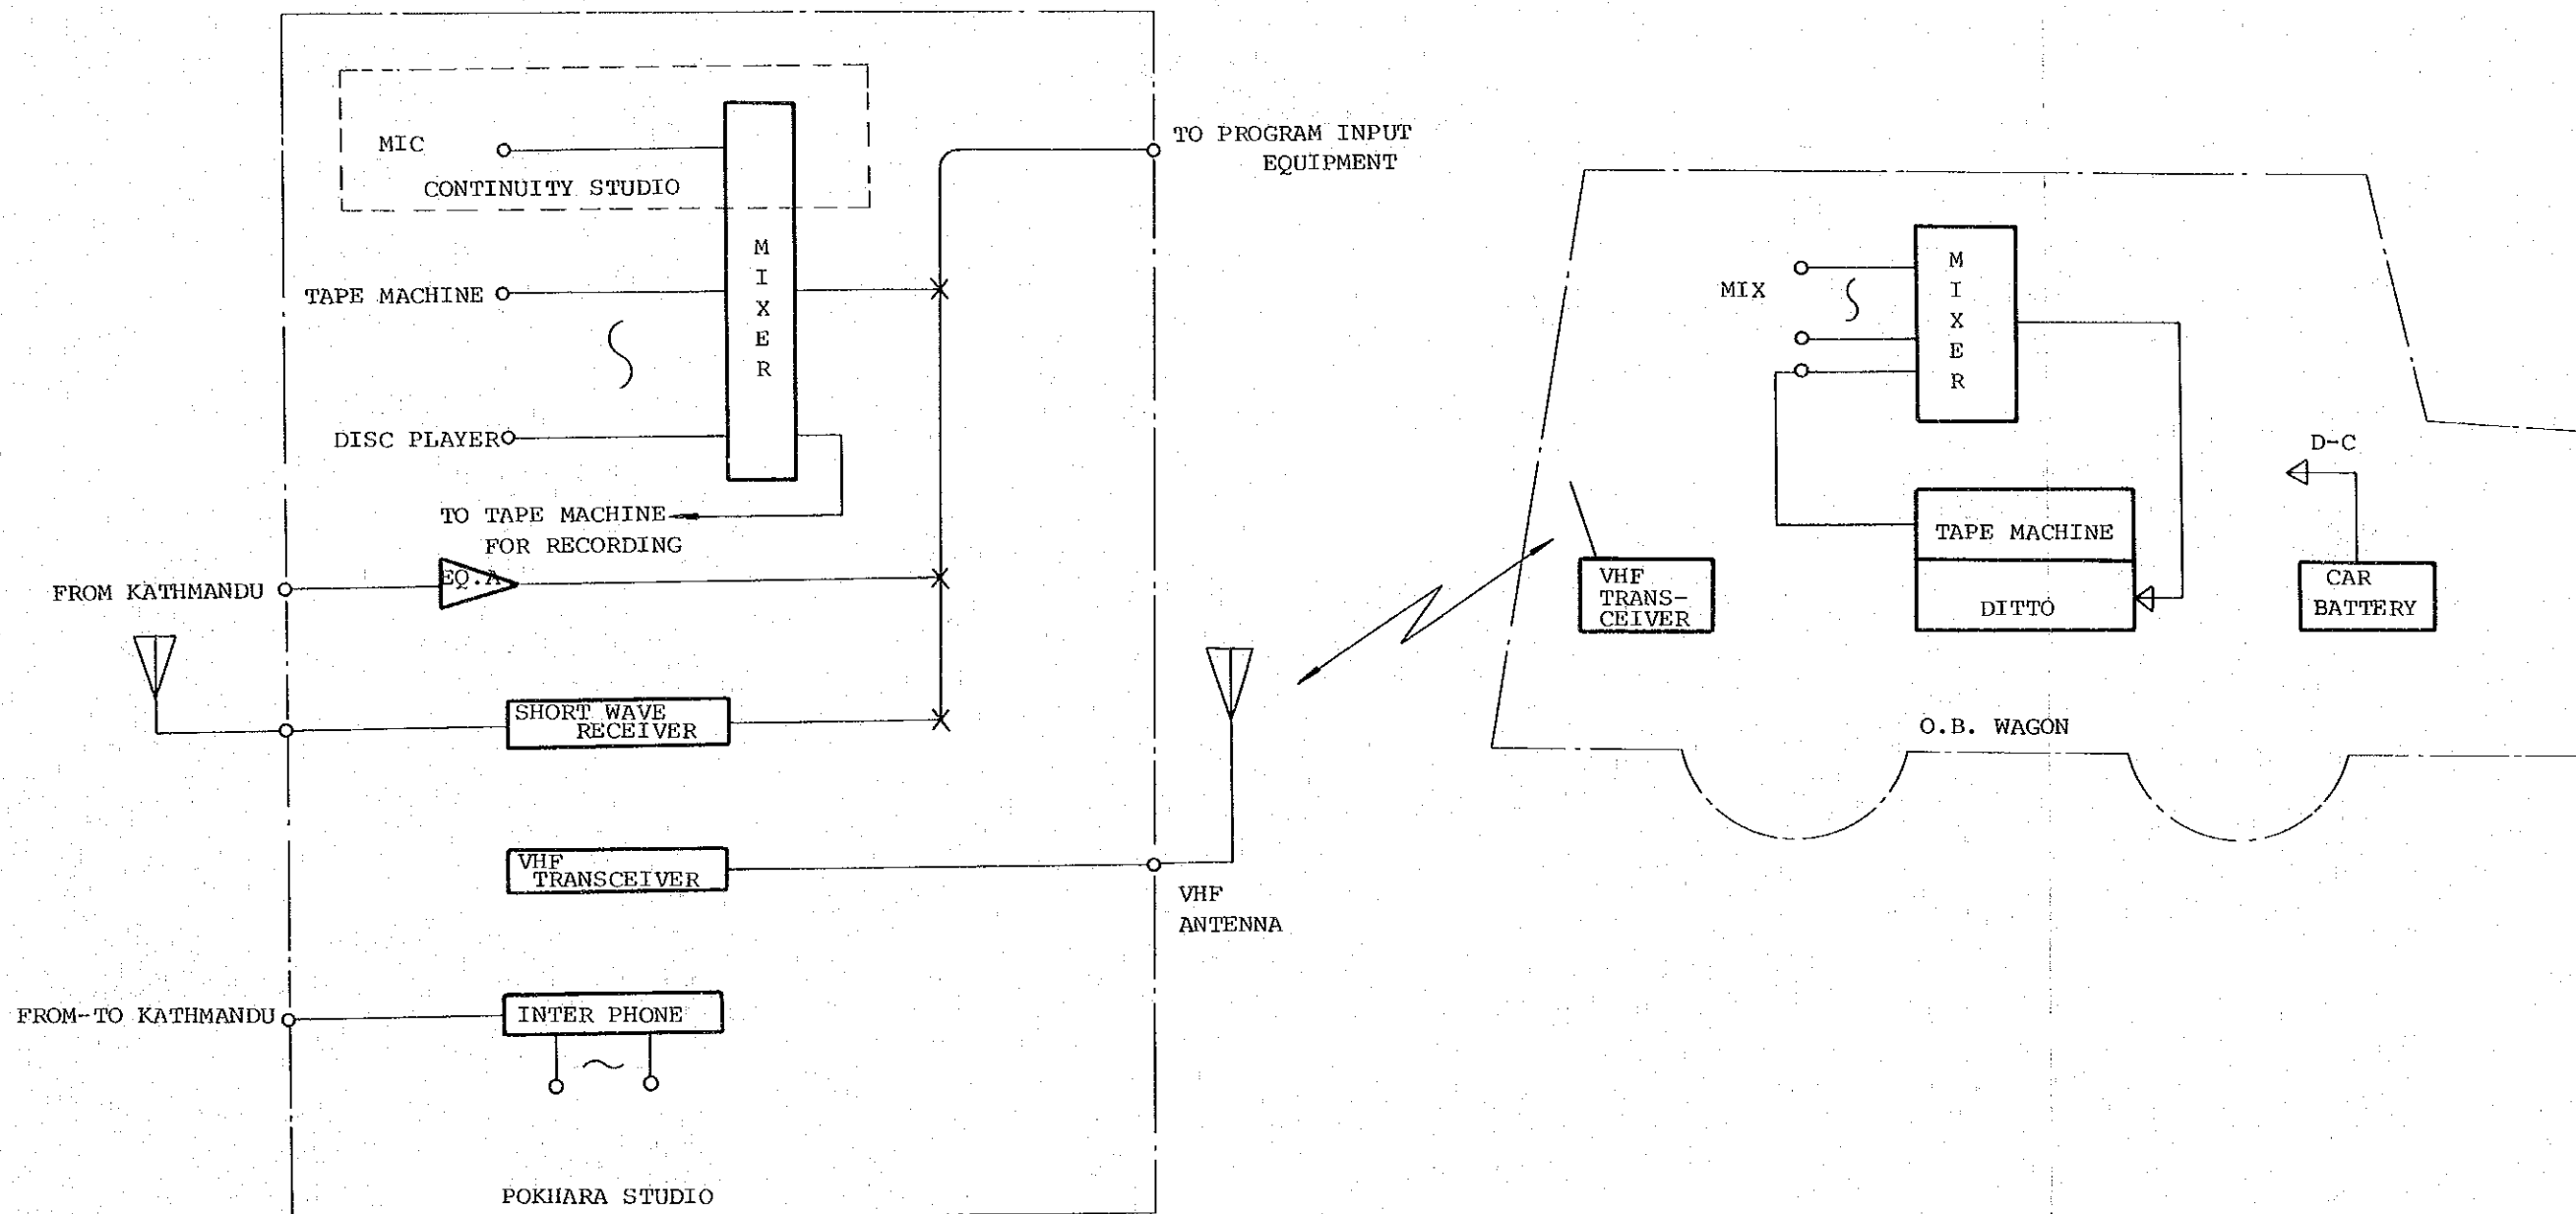 MIC
CONTINUITY STUDIO
MIXER
TAPE MACHINE
DISC PLAYER
TO TAPE MACHINE
FOR RECORDING
TO PROGRAM INPUT
EQUIPMENT
FROM KATHMANDU
EQ.A
SHORT WAVE
RECEIVER
VHF
TRANSCEIVER
VHF
ANTENNA
FROM-TO KATHMANDU
INTER PHONE
POKHARA STUDIO
MIX
MIXER
D-C
TAPE MACHINE
DITTO
VHF
TRANS-
CEIVER
CAR
BATTERY
O.B. WAGON